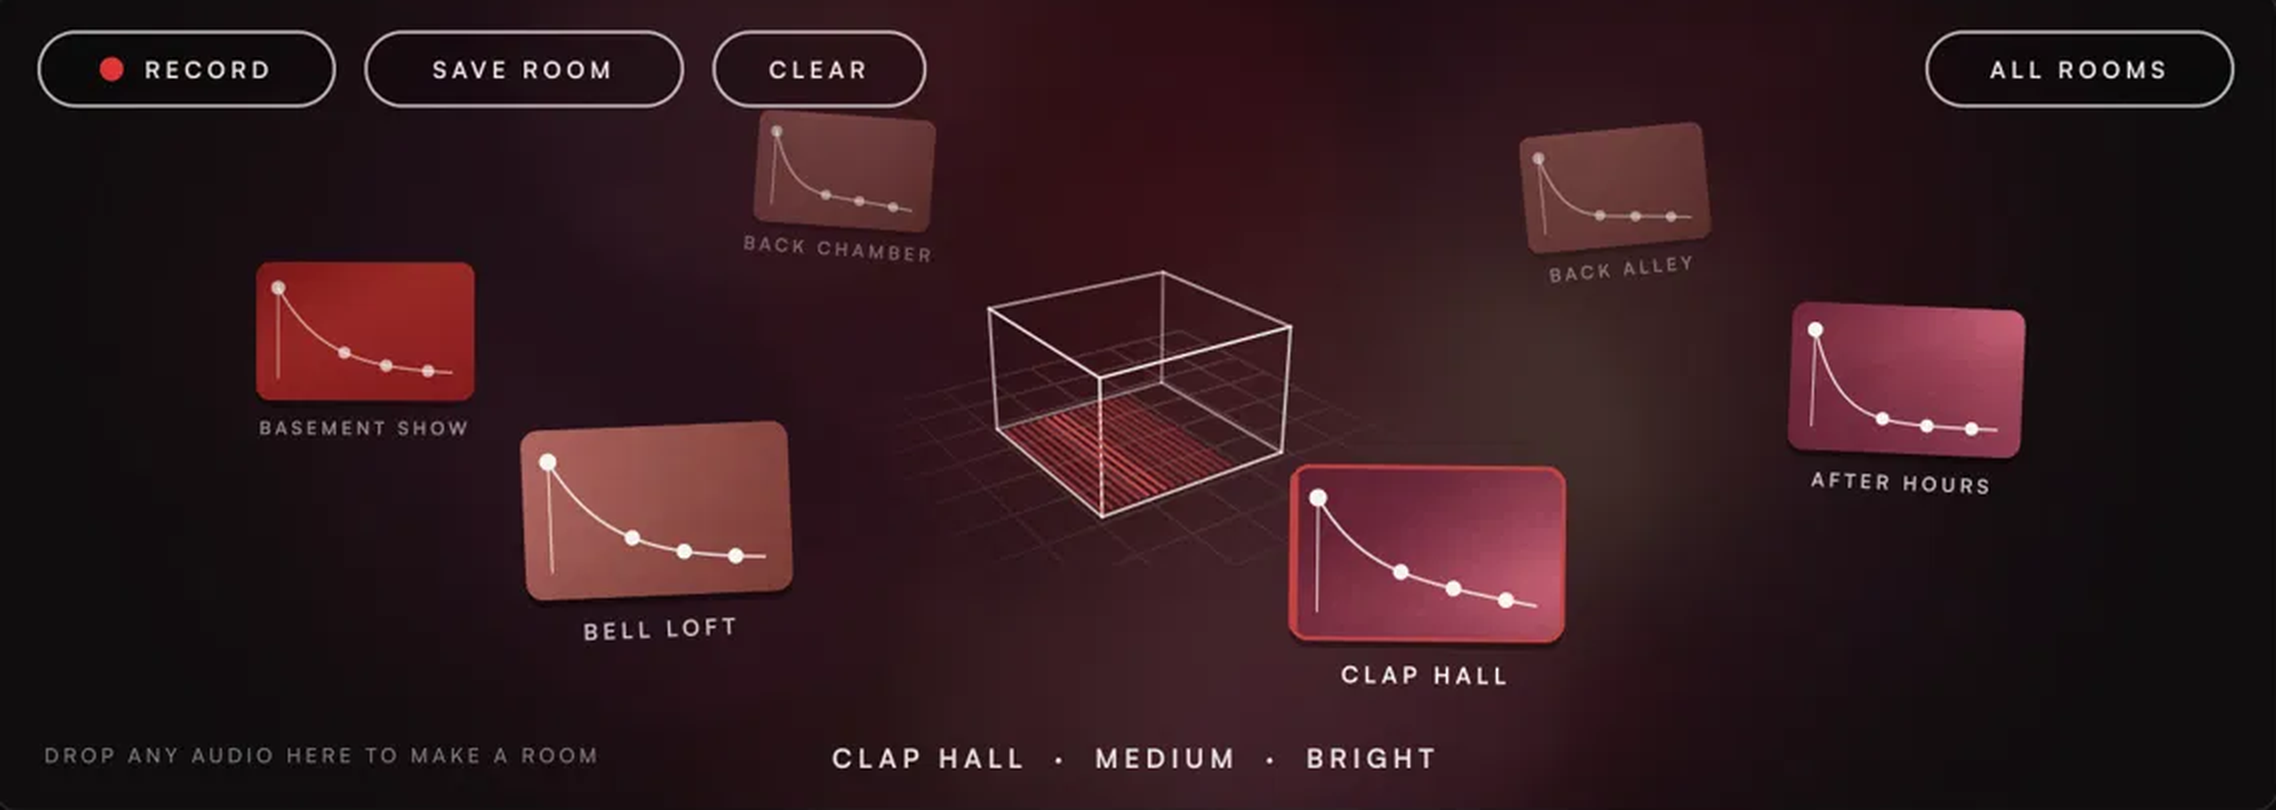 RECORD
SAVE ROOM
CLEAR
ALL ROOMS
BACK CHAMBER
BACK ALLEY
BASEMENT SHOW
AFTER HOURS
BELL LOFT
CLAP HALL
DROP ANY AUDIO HERE TO MAKE A ROOM
CLAP HALL · MEDIUM · BRIGHT